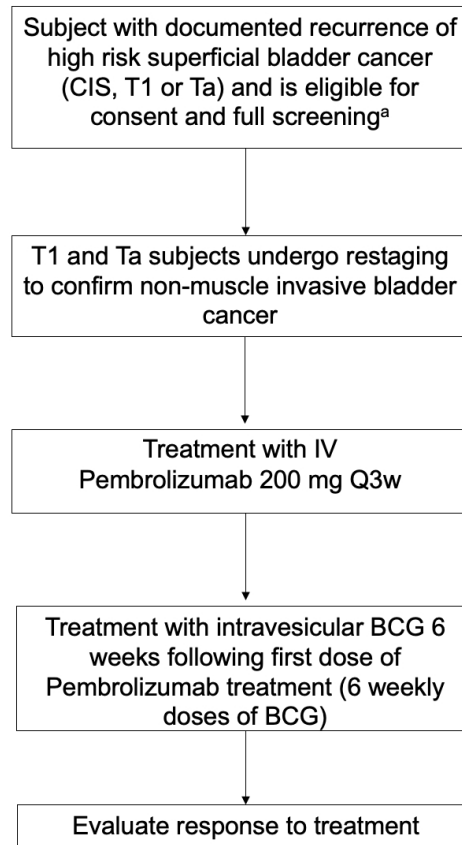 Subject with documented recurrence of
high risk superficial bladder cancer
(CIS, T1 or Ta) and is eligible for
consent and full screeningᵃ
T1 and Ta subjects undergo restaging
to confirm non-muscle invasive bladder
cancer
Treatment with IV
Pembrolizumab 200 mg Q3w
Treatment with intravesicular BCG 6
weeks following first dose of
Pembrolizumab treatment (6 weekly
doses of BCG)
Evaluate response to treatment